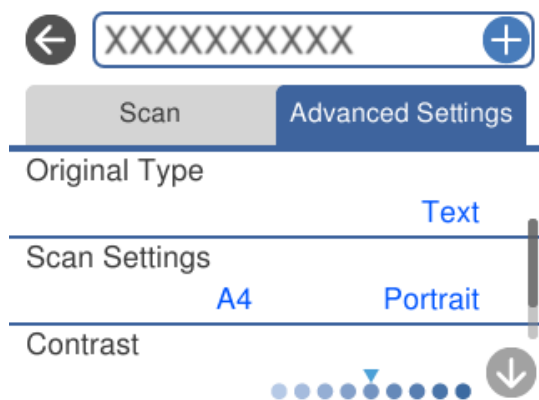 XXXXXXXXXX
Scan Advanced Settings
Original Type
Text
Scan Settings
A4 Portrait
Contrast